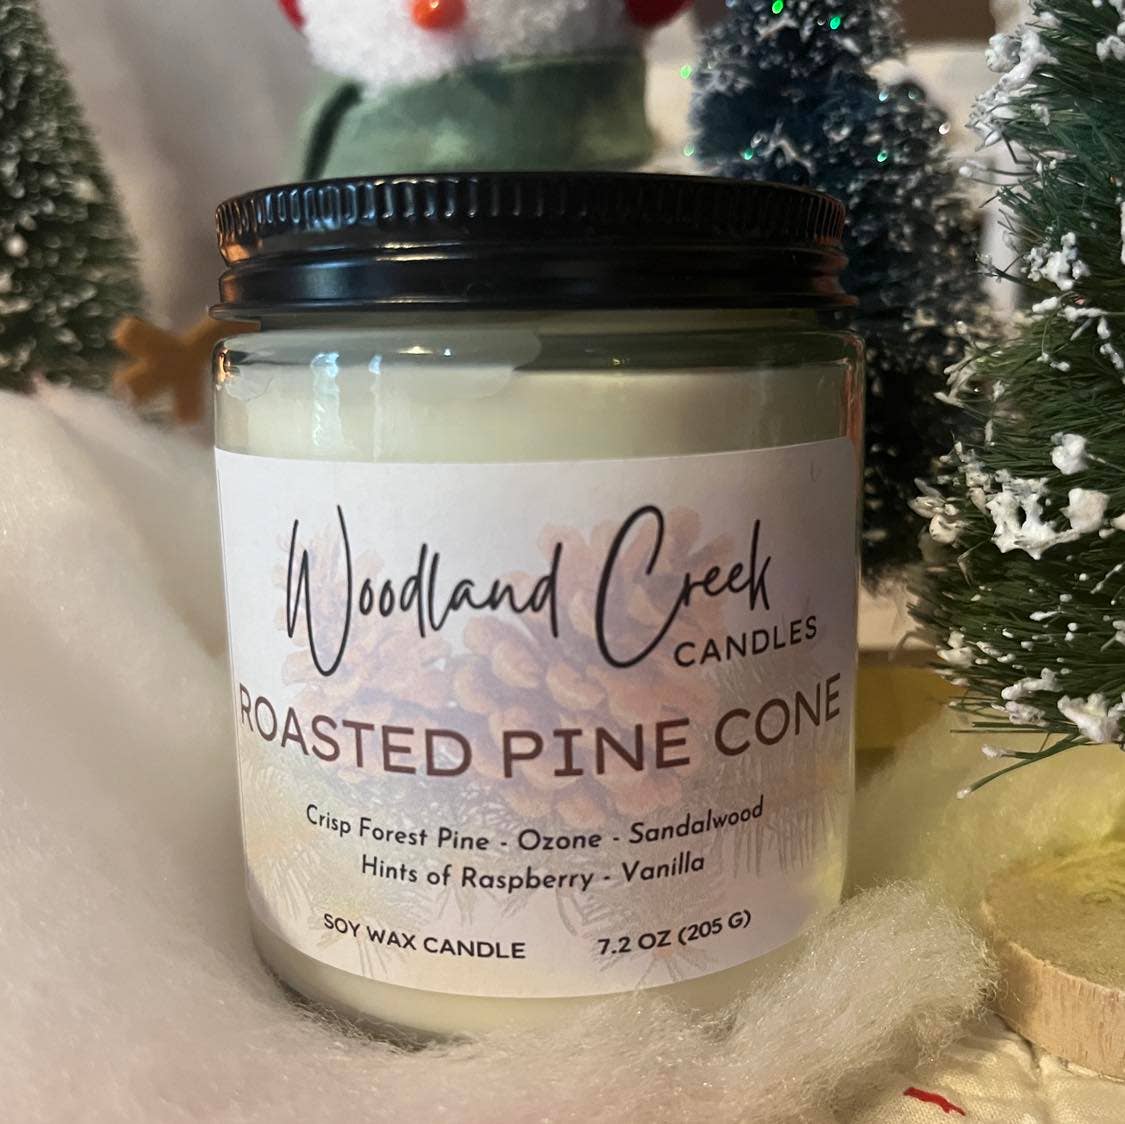 Woodland Creek
CANDLES
ROASTED PINE CONE
Crisp Forest Pine - Ozone - Sandalwood
Hints of Raspberry - Vanilla
SOY WAX CANDLE 7.2 OZ (205 G)